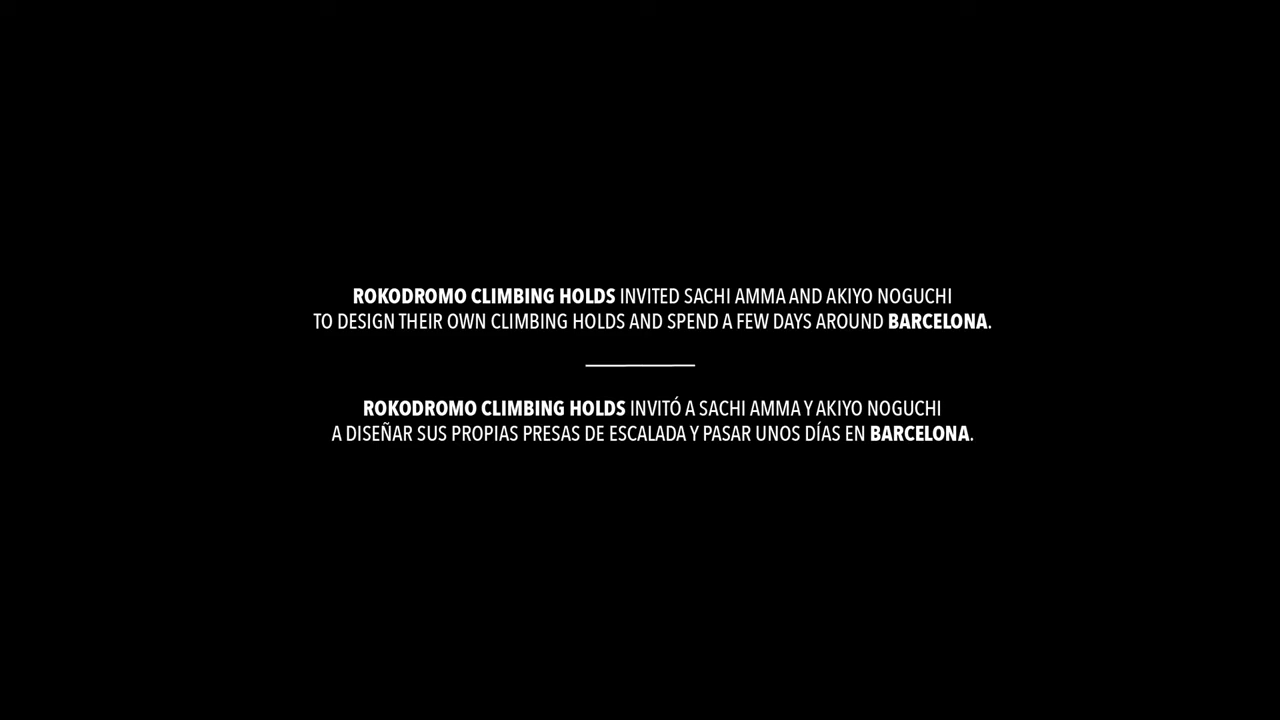 ROKODROMO CLIMBING HOLDS INVITED SACHI AMMA AND AKIYO NOGUCHI
TO DESIGN THEIR OWN CLIMBING HOLDS AND SPEND A FEW DAYS AROUND BARCELONA.
ROKODROMO CLIMBING HOLDS INVITÓ A SACHI AMMA Y AKIYO NOGUCHI
A DISEÑAR SUS PROPIAS PRESAS DE ESCALADA Y PASAR UNOS DÍAS EN BARCELONA.